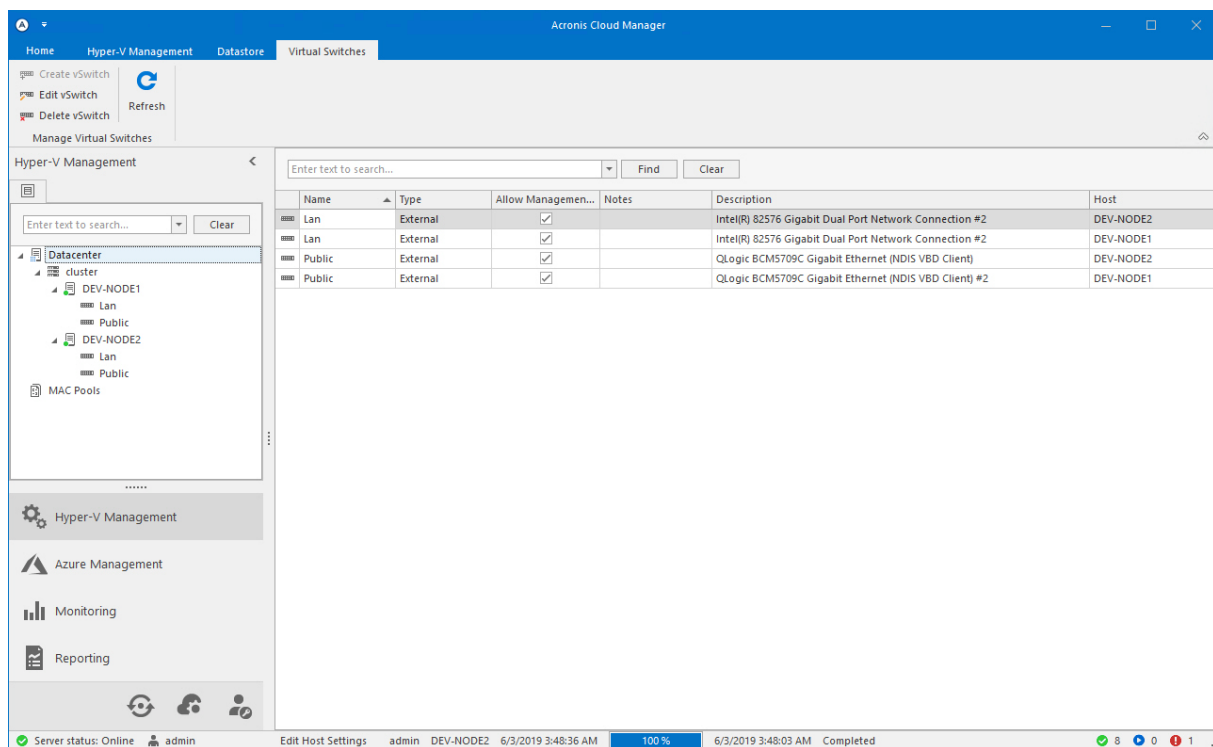 Acronis Cloud Manager
Home Hyper-V Management Datastore Virtual Switches
Create vSwitch
Edit vSwitch
Delete vSwitch
Refresh
Manage Virtual Switches
Hyper-V Management
Enter text to search... Clear
Datacenter
cluster
DEV-NODE1
Lan
Public
DEV-NODE2
Lan
Public
MAC Pools
Hyper-V Management
Azure Management
Monitoring
Reporting
Enter text to search... Find Clear
Name Type Allow Managemen... Notes Description Host
Lan External Intel(R) 82576 Gigabit Dual Port Network Connection #2 DEV-NODE2
Lan External Intel(R) 82576 Gigabit Dual Port Network Connection #2 DEV-NODE1
Public External QLogic BCM5709C Gigabit Ethernet (NDIS VBD Client) DEV-NODE2
Public External QLogic BCM5709C Gigabit Ethernet (NDIS VBD Client) #2 DEV-NODE1
Server status: Online admin Edit Host Settings admin DEV-NODE2 6/3/2019 3:48:36 AM 100 % 6/3/2019 3:48:03 AM Completed 8 0 1